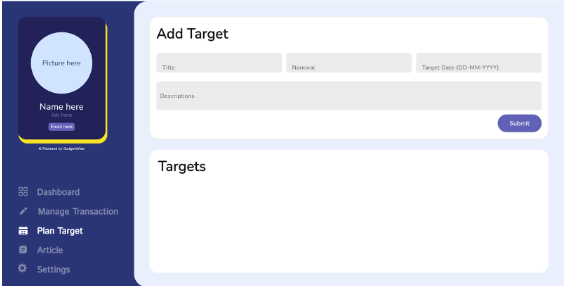 Picture here
Name here
Job here
Email here
© Powered by BudgetWise
Dashboard
Manage Transaction
Plan Target
Article
Settings
Add Target
Title
Nominal
Target Date (DD-MM-YYYY)
Descriptions
Submit
Targets